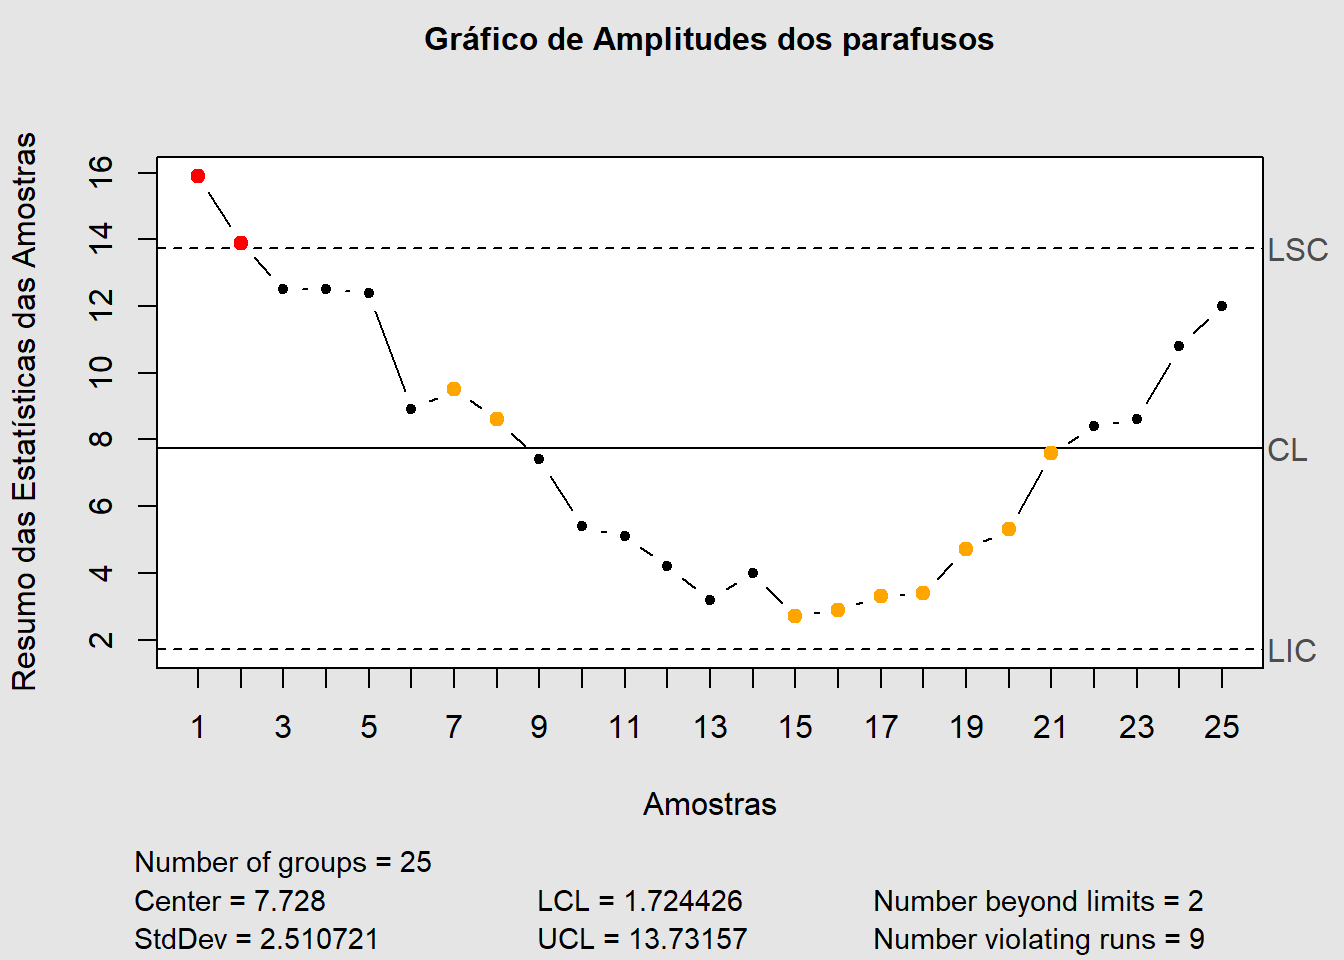 Gráfico de Amplitudes dos parafusos
Resumo das Estatísticas das Amostras
16
14
12
10
8
6
4
2
LSC
CL
LIC
1 3 5 7 9 11 13 15 17 19 21 23 25
Amostras
Number of groups = 25
Center = 7.728 LCL = 1.724426 Number beyond limits = 2
StdDev = 2.510721 UCL = 13.73157 Number violating runs = 9